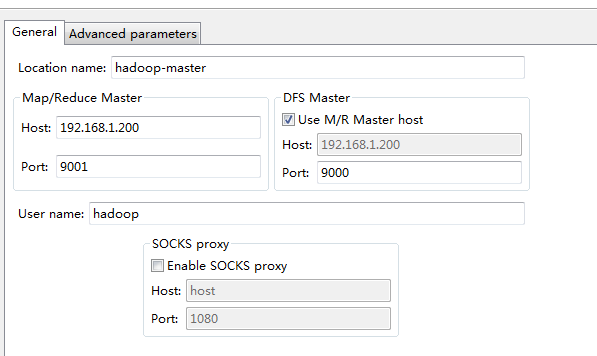 General Advanced parameters
Location name: hadoop-master
Map/Reduce Master
Host: 192.168.1.200
Port: 9001
DFS Master
Use M/R Master host
Host: 192.168.1.200
Port: 9000
User name: hadoop
SOCKS proxy
Enable SOCKS proxy
Host: host
Port: 1080